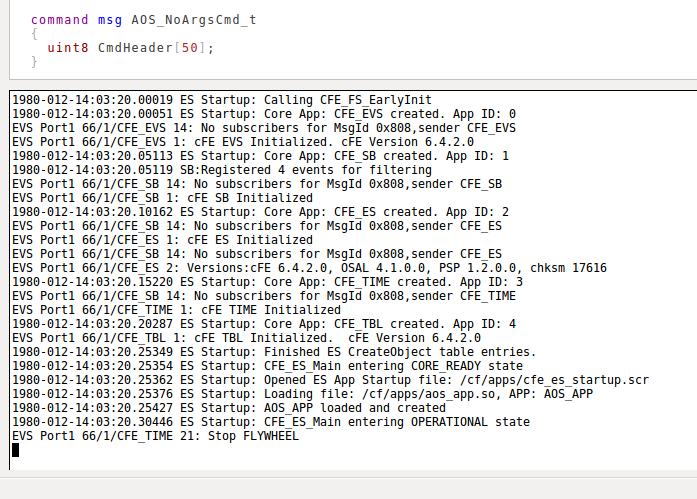 command msg AOS_NoArgsCmd_t
{
uint8 CmdHeader[50];
}
1980-012-14:03:20.00019 ES Startup: Calling CFE_FS_EarlyInit
1980-012-14:03:20.00051 ES Startup: Core App: CFE_EVS created. App ID: 0
EVS Port1 66/1/CFE_EVS 14: No subscribers for MsgId 0x808,sender CFE_EVS
EVS Port1 66/1/CFE_EVS 1: cFE EVS Initialized. cFE Version 6.4.2.0
1980-012-14:03:20.05113 ES Startup: Core App: CFE_SB created. App ID: 1
1980-012-14:03:20.05119 SB:Registered 4 events for filtering
EVS Port1 66/1/CFE_SB 14: No subscribers for MsgId 0x808,sender CFE_SB
EVS Port1 66/1/CFE_SB 1: cFE SB Initialized
1980-012-14:03:20.10162 ES Startup: Core App: CFE_ES created. App ID: 2
EVS Port1 66/1/CFE_SB 14: No subscribers for MsgId 0x808,sender CFE_ES
EVS Port1 66/1/CFE_ES 1: cFE ES Initialized
EVS Port1 66/1/CFE_SB 14: No subscribers for MsgId 0x808,sender CFE_ES
EVS Port1 66/1/CFE_ES 2: Versions:cFE 6.4.2.0, OSAL 4.1.0.0, PSP 1.2.0.0, chksm 17616
1980-012-14:03:20.15220 ES Startup: Core App: CFE_TIME created. App ID: 3
EVS Port1 66/1/CFE_SB 14: No subscribers for MsgId 0x808,sender CFE_TIME
EVS Port1 66/1/CFE_TIME 1: cFE TIME Initialized
1980-012-14:03:20.20287 ES Startup: Core App: CFE_TBL created. App ID: 4
EVS Port1 66/1/CFE_TBL 1: cFE TBL Initialized.  cFE Version 6.4.2.0
1980-012-14:03:20.25349 ES Startup: Finished ES CreateObject table entries.
1980-012-14:03:20.25354 ES Startup: CFE_ES_Main entering CORE_READY state
1980-012-14:03:20.25362 ES Startup: Opened ES App Startup file: /cf/apps/cfe_es_startup.scr
1980-012-14:03:20.25376 ES Startup: Loading file: /cf/apps/aos_app.so, APP: AOS_APP
1980-012-14:03:20.25427 ES Startup: AOS_APP loaded and created
1980-012-14:03:20.30446 ES Startup: CFE_ES_Main entering OPERATIONAL state
EVS Port1 66/1/CFE_TIME 21: Stop FLYWHEEL